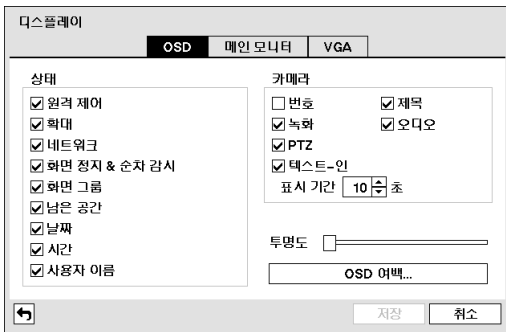 디스플레이
OSD 메인 모니터 VGA
상태
원격 제어
확대
네트워크
화면 정지 & 순차 감시
화면 그룹
남은 공간
날짜
시간
사용자 이름
카메라
번호 제목
녹화 오디오
PTZ
텍스트-인
표시 기간 10 초
투명도
OSD 여백...
저장 취소